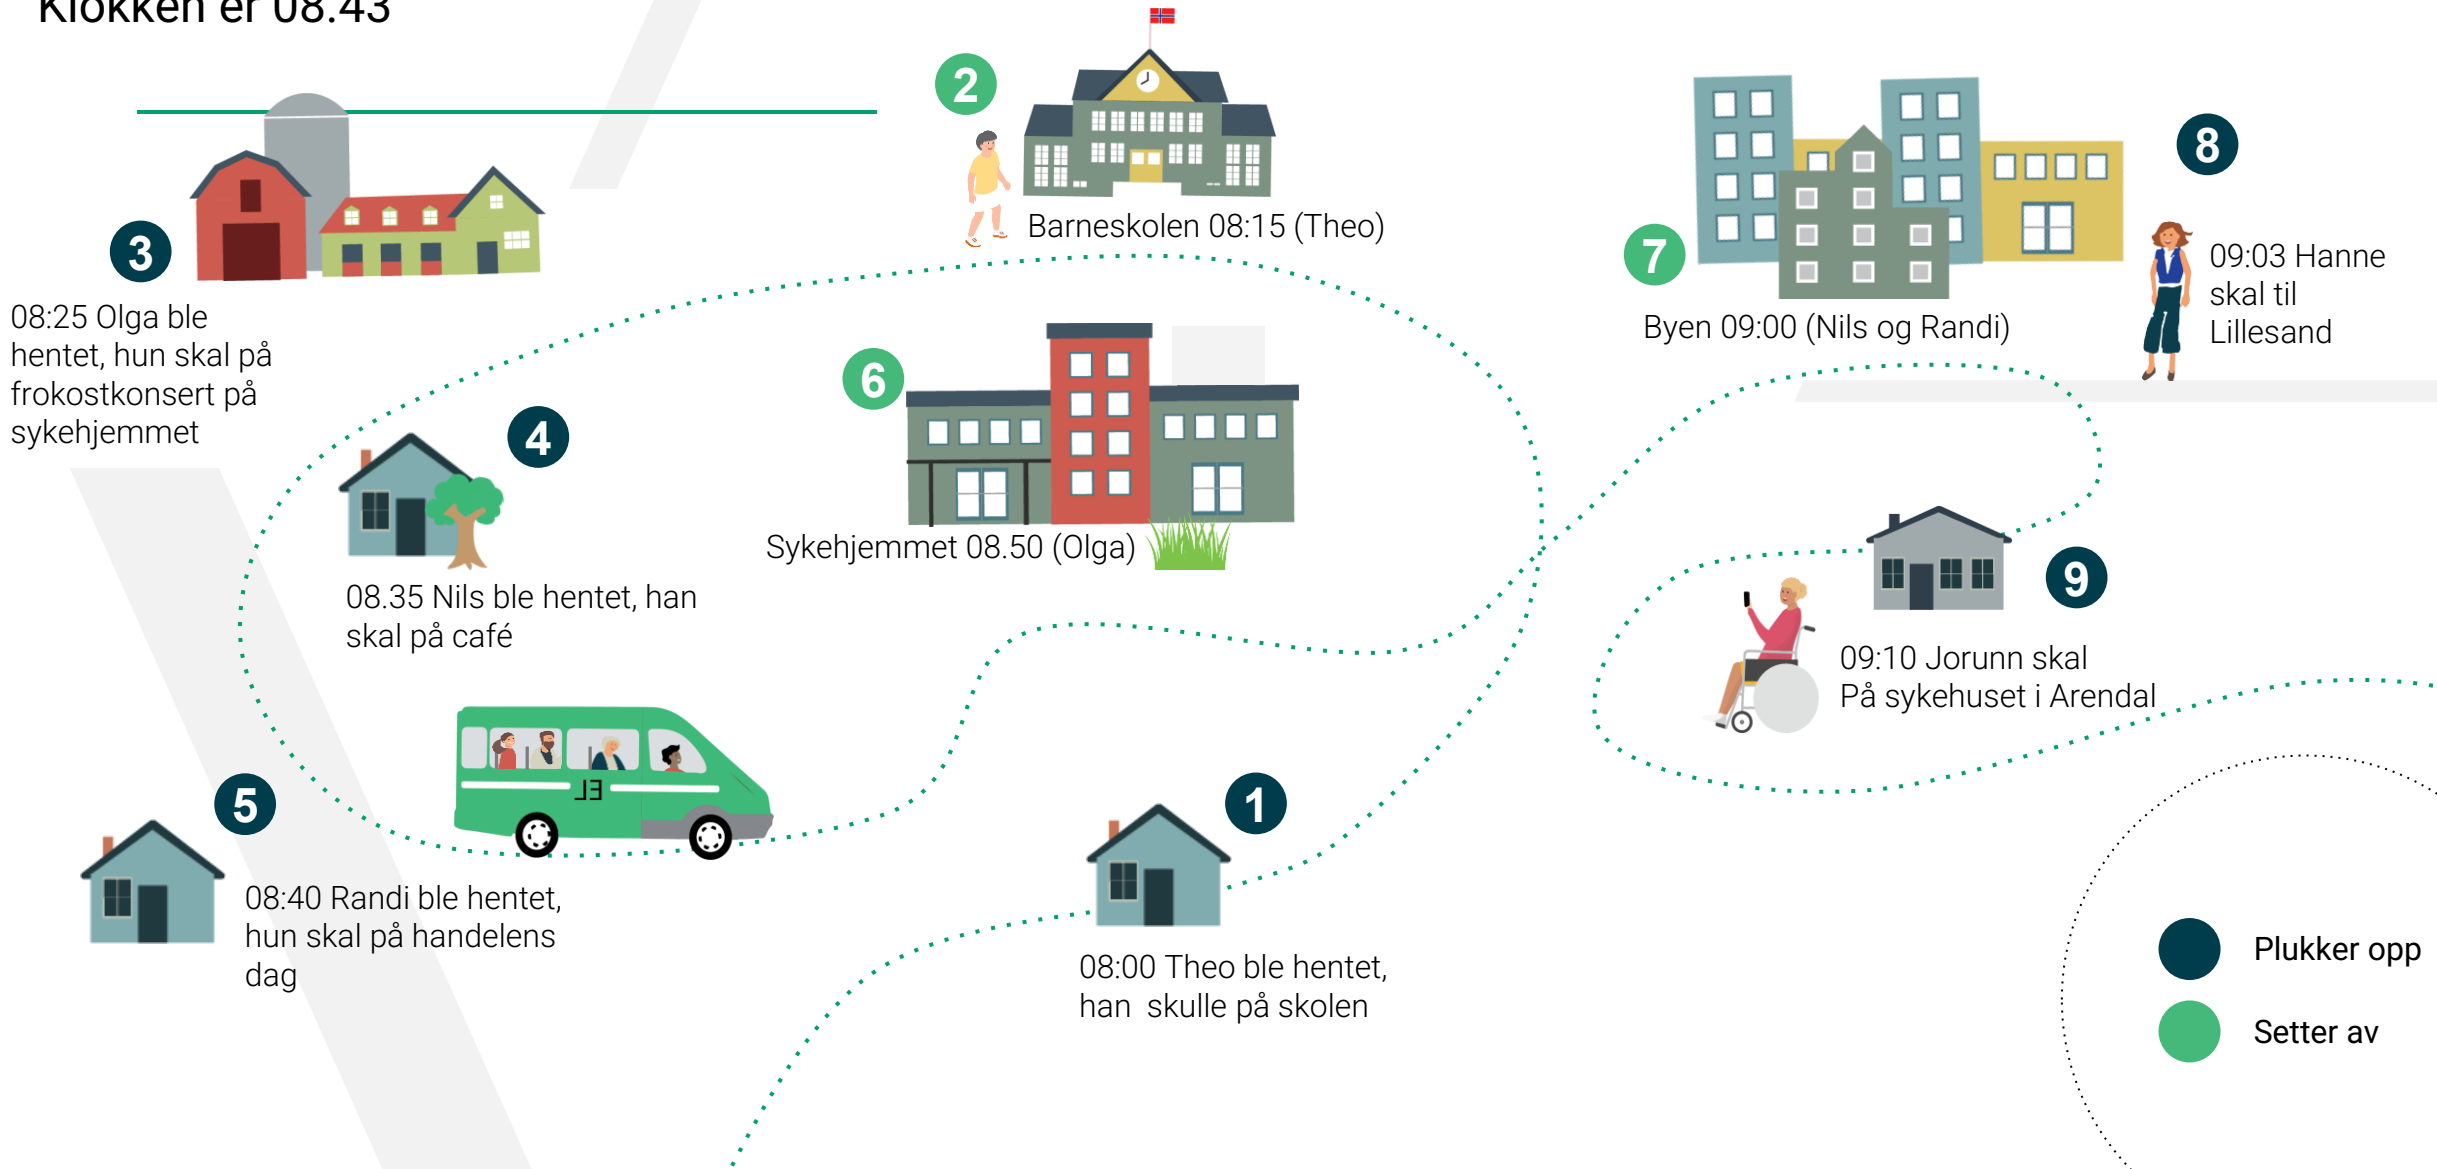 Klokken er 08.43
2
Barneskolen 08:15 (Theo)
8
09:03 Hanne
skal til
Lillesand
7
Byen 09:00 (Nils og Randi)
3
08:25 Olga ble
hentet, hun skal på
frokostkonsert på
sykehjemmet
6
Sykehjemmet 08.50 (Olga)
4
08.35 Nils ble hentet, han
skal på café
9
09:10 Jorunn skal
På sykehuset i Arendal
EL
5
08:40 Randi ble hentet,
hun skal på handelens
dag
1
08:00 Theo ble hentet,
han skulle på skolen
Plukker opp
Setter av